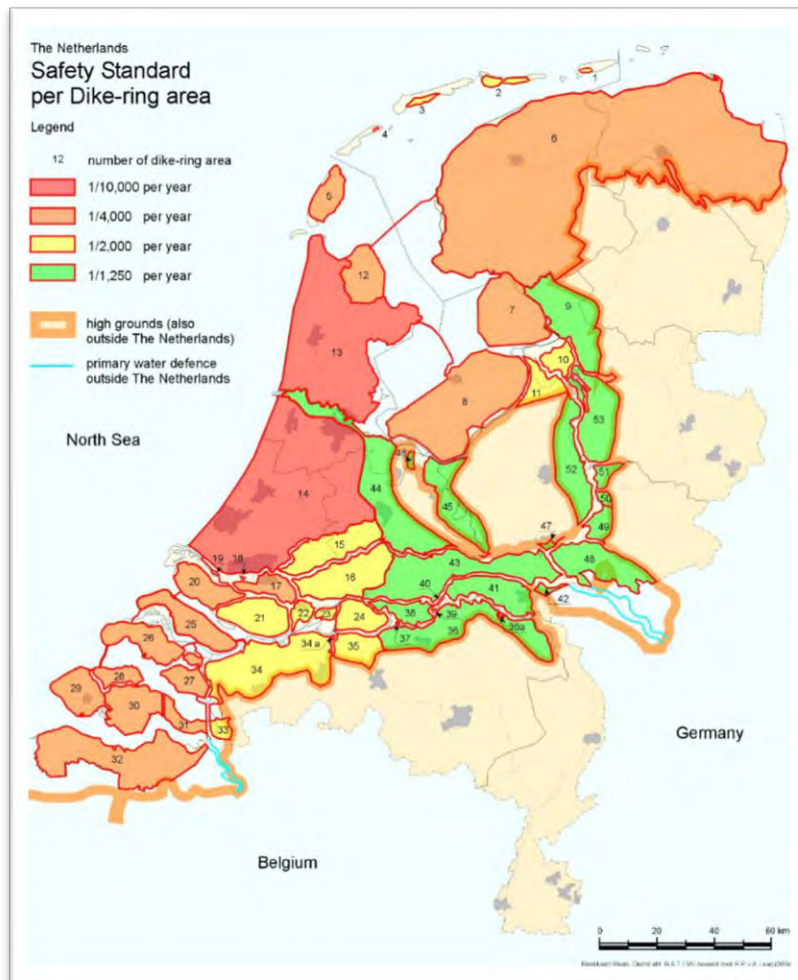 The Netherlands
Safety Standard
per Dike-ring area
Legend
12 number of dike-ring area
1/10,000 per year
1/4,000 per year
1/2,000 per year
1/1,250 per year
high grounds (also
outside The Netherlands)
primary water defence
outside The Netherlands
North Sea
Germany
Belgium
1
2
3
4
5
6
7
8
9
10
11
12
13
14
15
16
17
18
19
20
21
22
23
24
25
26
27
28
29
30
31
32
33
34
34 a
35
36
36a
37
38
39
40
41
42
43
44
45
47
48
49
50
51
52
53
0 20 40 60 km